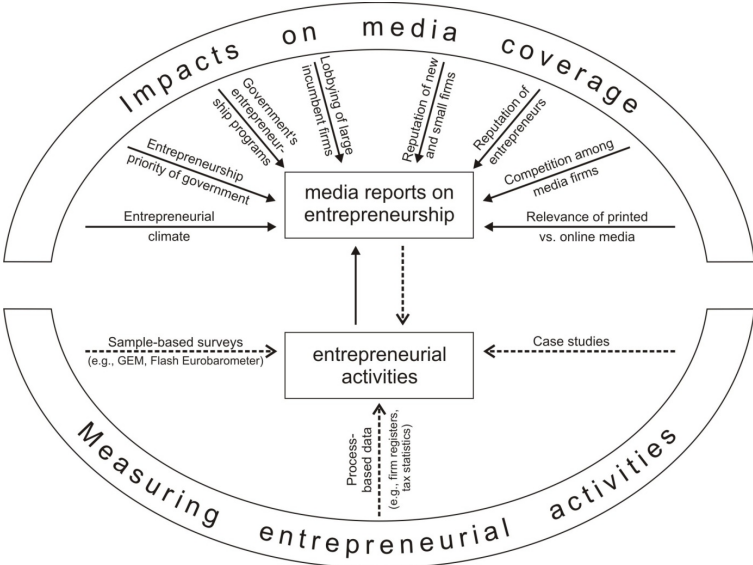 Impacts on media coverage
Entrepreneurial
climate
Entrepreneurship
priority of government
Government's
entrepreneur-
ship programs
Lobbying of large
incumbent firms
Reputation of new
and small firms
Reputation of
entrepreneurs
Competition among
media firms
Relevance of printed
vs. online media
media reports on
entrepreneurship
Sample-based surveys
(e.g., GEM, Flash Eurobarometer)
entrepreneurial
activities
Case studies
Process-
based data
(e.g., firm registers,
tax statistics)
Measuring entrepreneurial activities